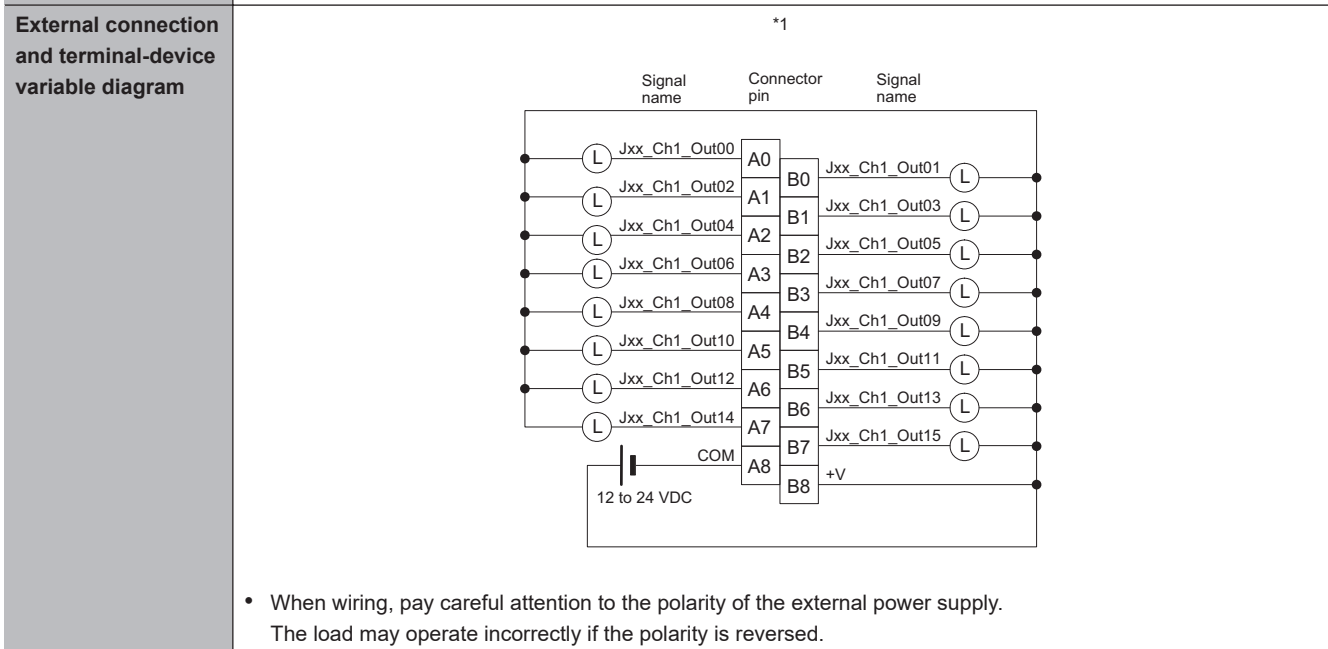 External connection
and terminal-device
variable diagram
*1
Signal
name
Connector
pin
Signal
name
L Jxx_Ch1_Out00 A0
B0 Jxx_Ch1_Out01 L
L Jxx_Ch1_Out02 A1
B1 Jxx_Ch1_Out03 L
L Jxx_Ch1_Out04 A2
B2 Jxx_Ch1_Out05 L
L Jxx_Ch1_Out06 A3
B3 Jxx_Ch1_Out07 L
L Jxx_Ch1_Out08 A4
B4 Jxx_Ch1_Out09 L
L Jxx_Ch1_Out10 A5
B5 Jxx_Ch1_Out11 L
L Jxx_Ch1_Out12 A6
B6 Jxx_Ch1_Out13 L
L Jxx_Ch1_Out14 A7
B7 Jxx_Ch1_Out15 L
COM A8
B8 +V
12 to 24 VDC
• When wiring, pay careful attention to the polarity of the external power supply.
The load may operate incorrectly if the polarity is reversed.